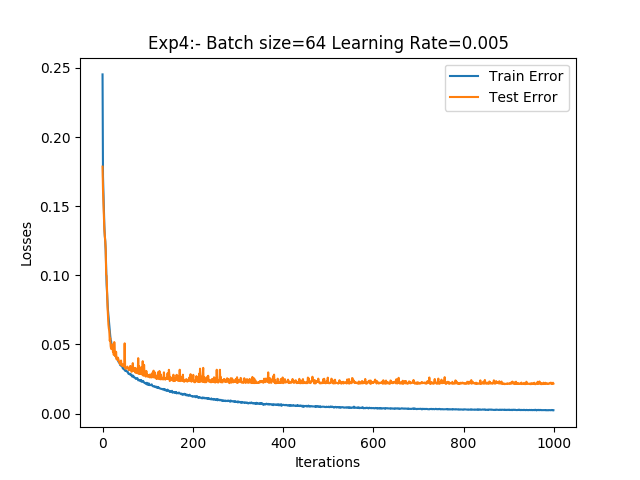 Exp4:- Batch size=64 Learning Rate=0.005
Train Error
Test Error
0.25
0.20
0.15
0.10
0.05
0.00
Losses
0 200 400 600 800 1000
Iterations